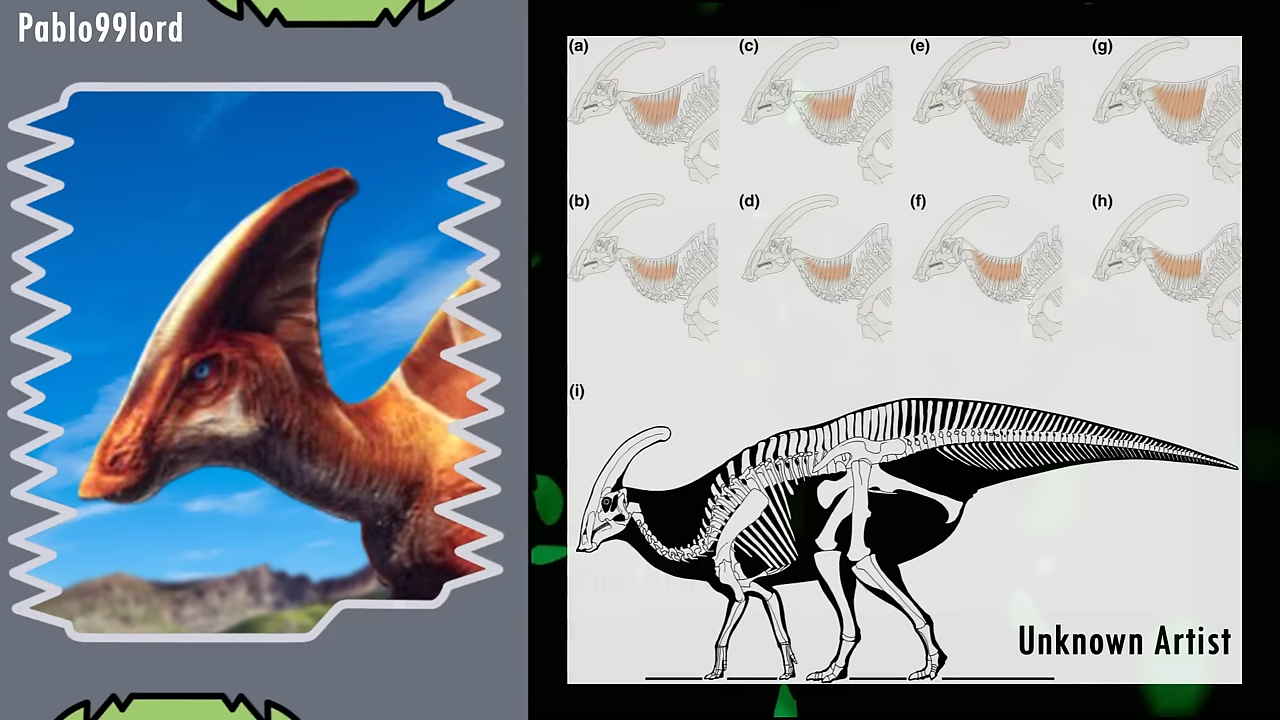 Pablo99lord
(a) (c) (e) (g)
(b) (d) (f) (h)
(i)
Unknown Artist